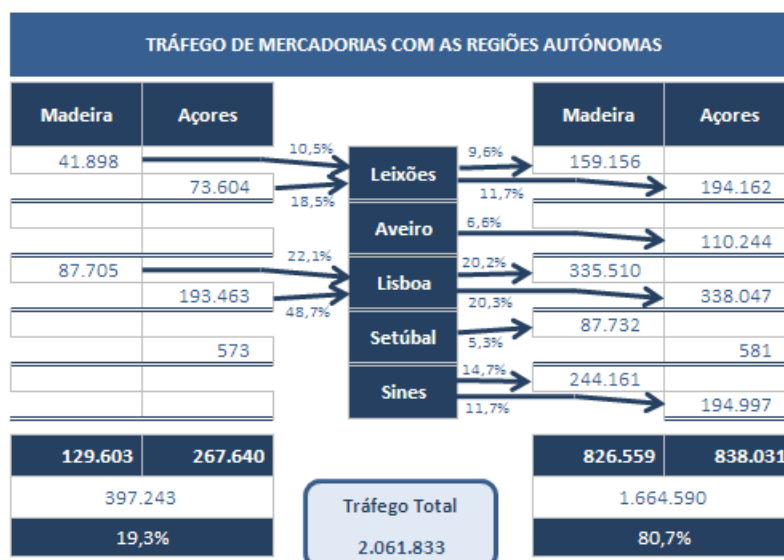 TRÁFEGO DE MERCADORIAS COM AS REGIÕES AUTÓNOMAS
Madeira Açores Madeira Açores
41.898 10,5% Leixões 9,6% 159.156
73.604 18,5% 11,7% 194.162
Aveiro 6,6% 110.244
87.705 22,1% Lisboa 20,2% 335.510
193.463 48,7% 20,3% 338.047
Setúbal 5,3% 87.732
573 581
Sines 14,7% 244.161
11,7% 194.997
129.603 267.640 826.559 838.031
397.243 Tráfego Total 1.664.590
19,3% 2.061.833 80,7%